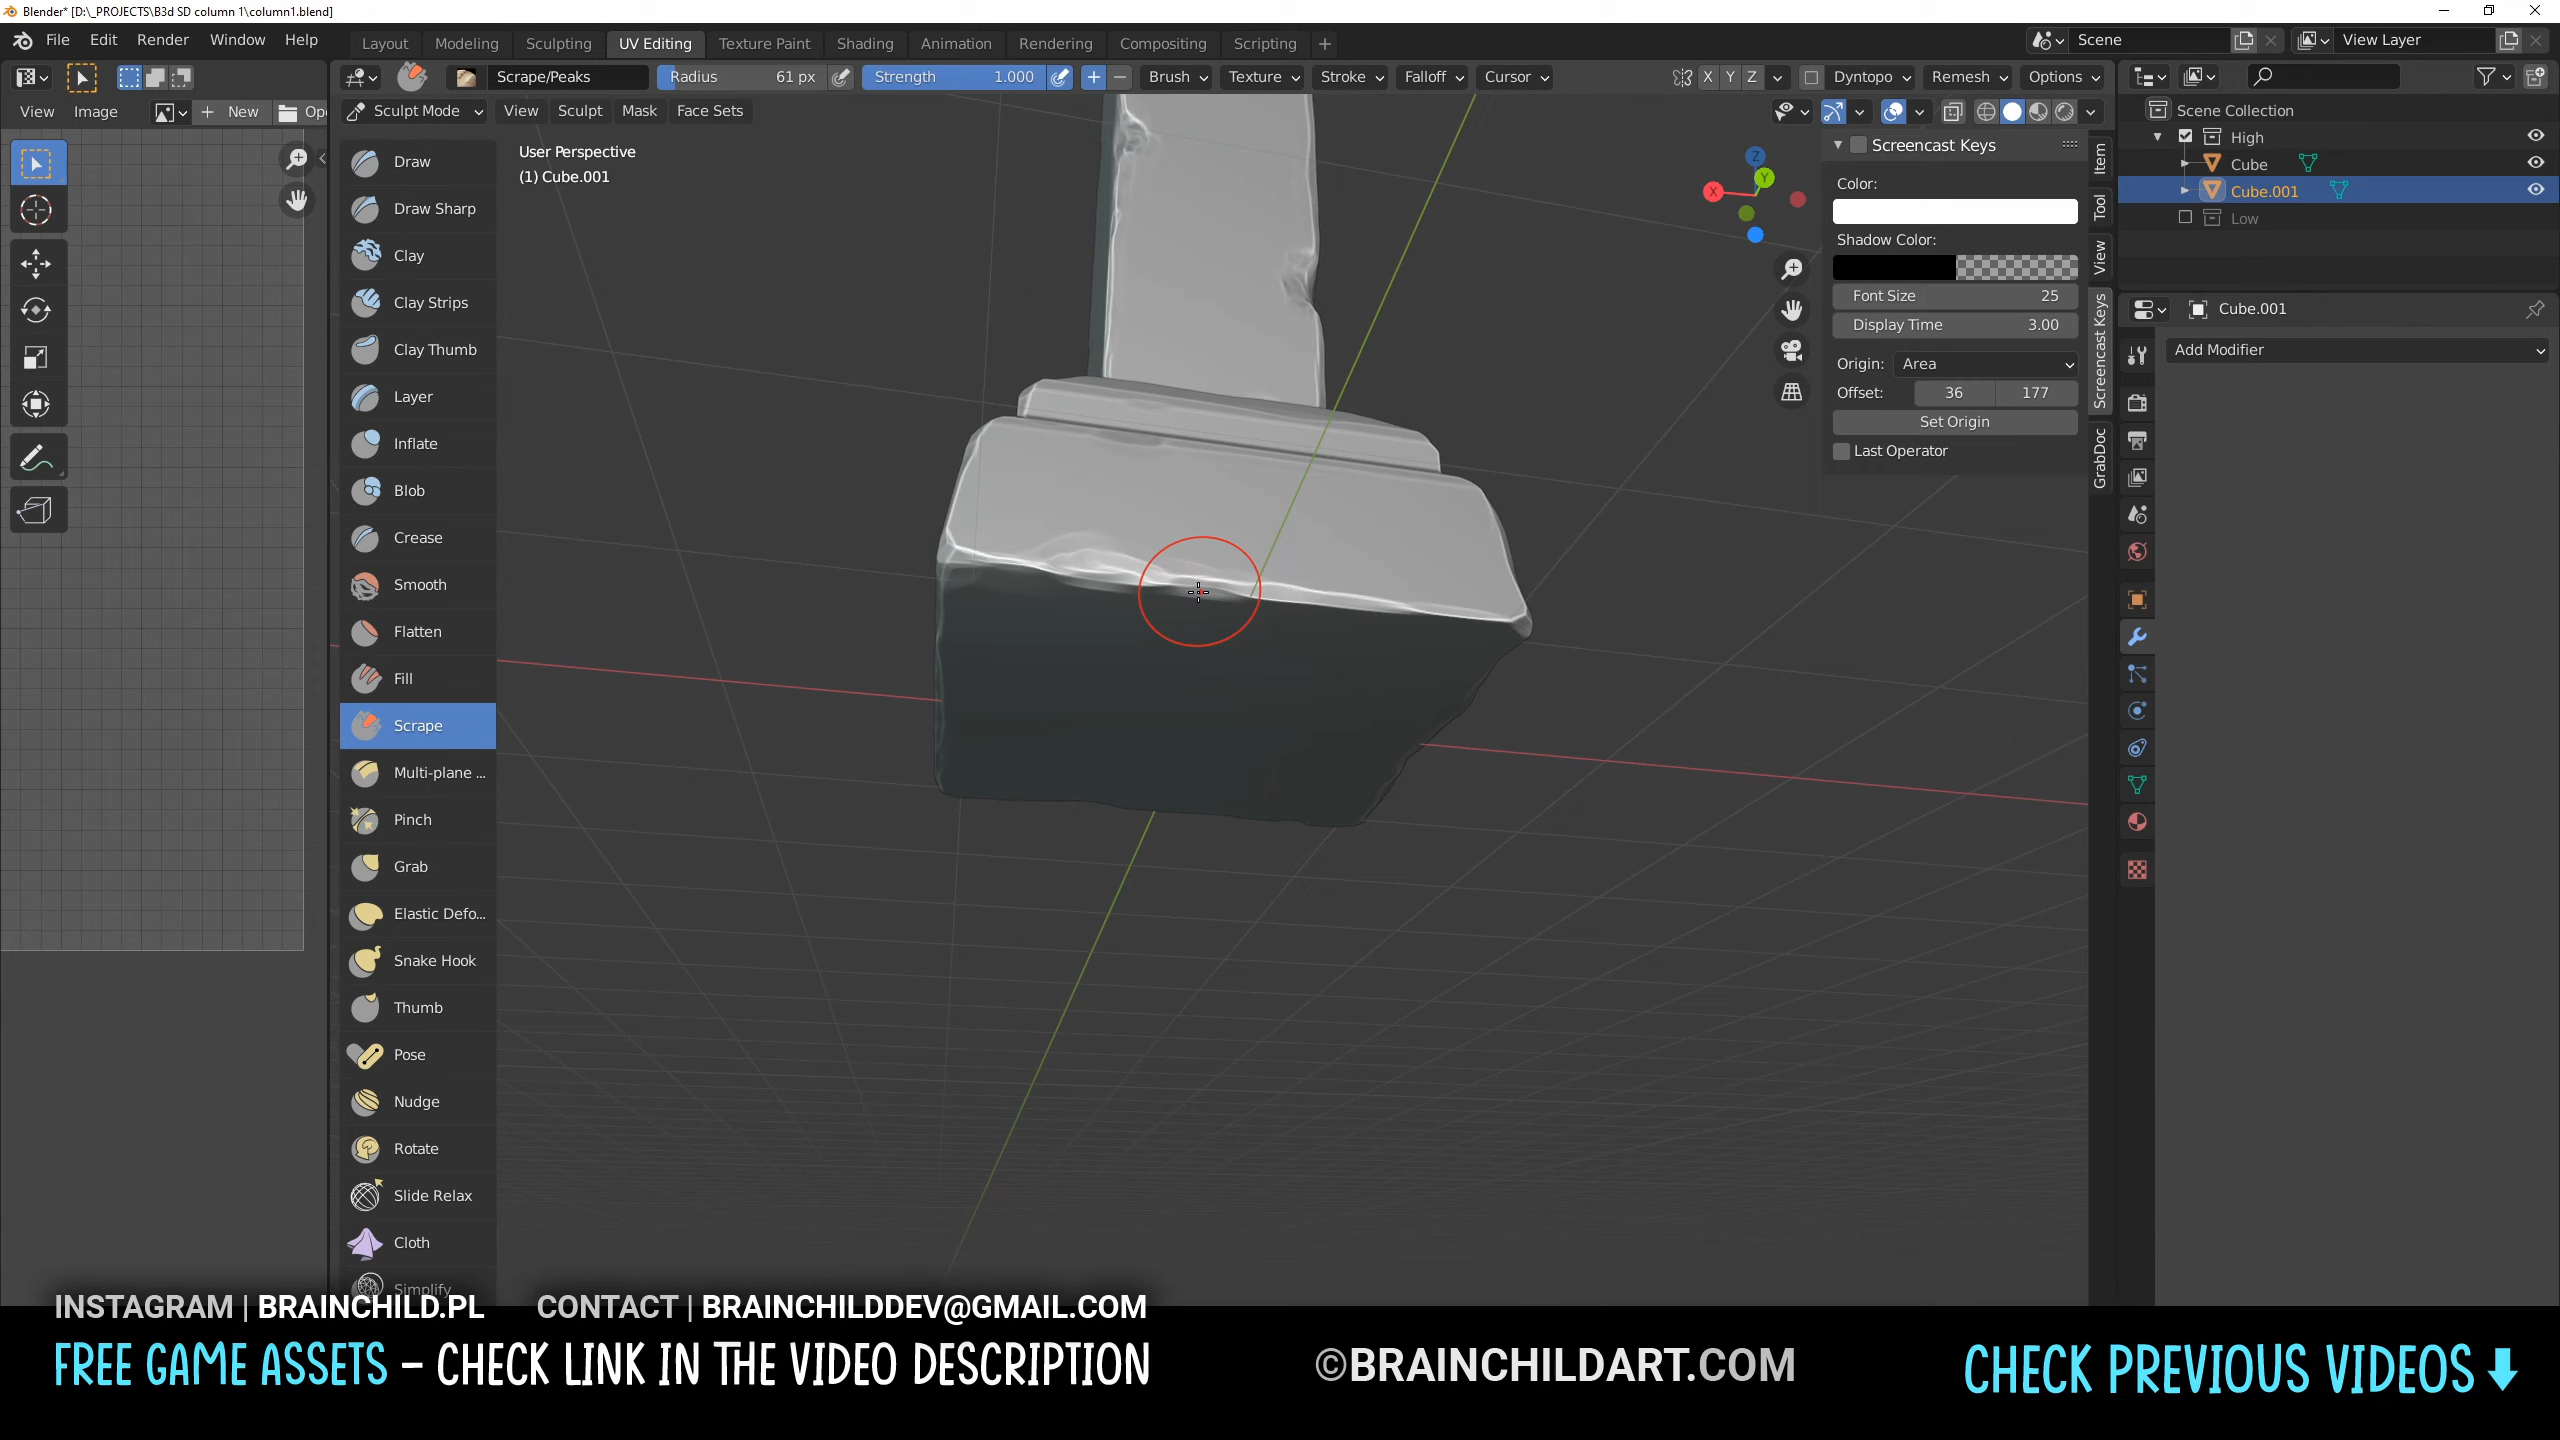 Blender* [D:\_PROJECTS\B3d SD column 1\column1.blend]
File Edit Render Window Help Layout Modeling Sculpting UV Editing Texture Paint Shading Animation Rendering Compositing Scripting + Scene View Layer
Scrape/Peaks Radius 61 px Strength 1.000 Brush Texture Stroke Falloff Cursor X Y Z Dyntopo Remesh Options
View Image + New Op Sculpt Mode View Sculpt Mask Face Sets
Scene Collection
High
Cube
Cube.001
Low
Cube.001
Add Modifier
User Perspective
(1) Cube.001
Z
Y
X
Screencast Keys
Color:
Shadow Color:
Font Size 25
Display Time 3.00
Origin: Area
Offset: 36 177
Set Origin
Last Operator
Item
Tool
View
Screencast Keys
GrabDoc
Draw
Draw Sharp
Clay
Clay Strips
Clay Thumb
Layer
Inflate
Blob
Crease
Smooth
Flatten
Fill
Scrape
Multi-plane ...
Pinch
Grab
Elastic Defo...
Snake Hook
Thumb
Pose
Nudge
Rotate
Slide Relax
Cloth
Simplify
INSTAGRAM | BRAINCHILD.PL CONTACT | BRAINCHILDDEV@GMAIL.COM
FREE GAME ASSETS – CHECK LINK IN THE VIDEO DESCRIPTION
©BRAINCHILDART.COM
CHECK PREVIOUS VIDEOS